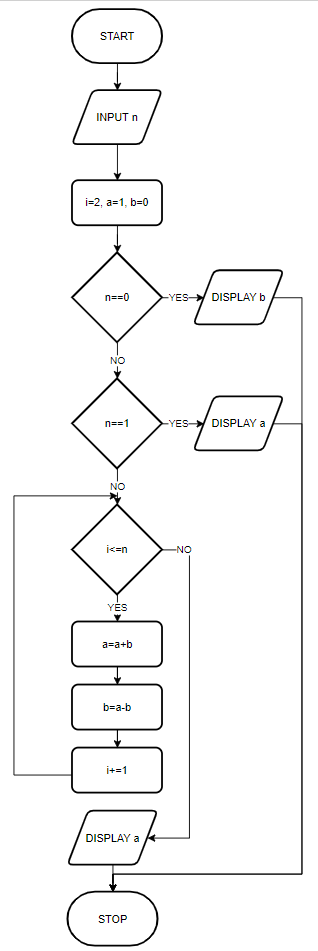 START
INPUT n
i=2, a=1, b=0
n==0
YES
DISPLAY b
NO
n==1
YES
DISPLAY a
NO
i<=n
NO
YES
a=a+b
b=a-b
i+=1
DISPLAY a
STOP